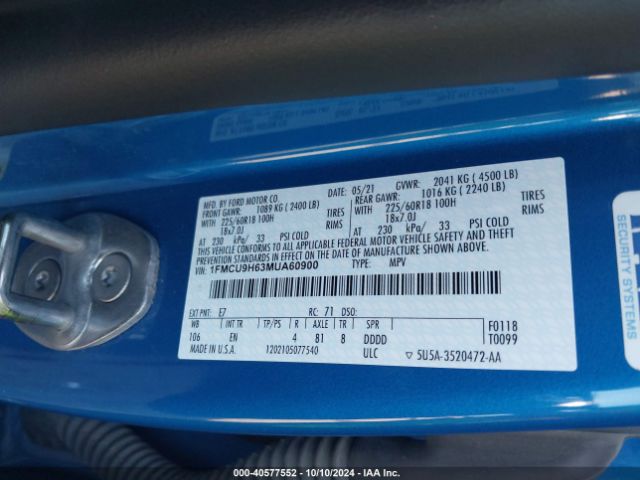 MFD. BY FORD MOTOR CO. DATE: 05/21 GVWR: 2041 KG ( 4500 LB)
FRONT GAWR: 1089 KG ( 2400 LB) REAR GAWR: 1016 KG ( 2240 LB)
WITH 225/60R18 100H TIRES WITH 225/60R18 100H TIRES
18x7.0J RIMS 18x7.0J RIMS
AT 230 kPa/ 33 PSI COLD AT 230 kPa/ 33 PSI COLD
THIS VEHICLE CONFORMS TO ALL APPLICABLE FEDERAL MOTOR VEHICLE SAFETY AND BUMPER
AND THEFT PREVENTION STANDARDS IN EFFECT ON THE DATE OF MANUFACTURE SHOWN ABOVE.
VIN: 1FMCU9H63MUA60900 TYPE: MPV
EXT PNT: E7 RC: 71 DSO:
WB INT TR TP/PS R AXLE TR SPR F0118
106 EN 4 81 8 DDDD T0099
MADE IN U.S.A. 1202105077540 ULC ▽ 5U5A-3520472-AA
SECURITY SYSTEMS
000-40577552 - 10/10/2024 - IAA Inc.